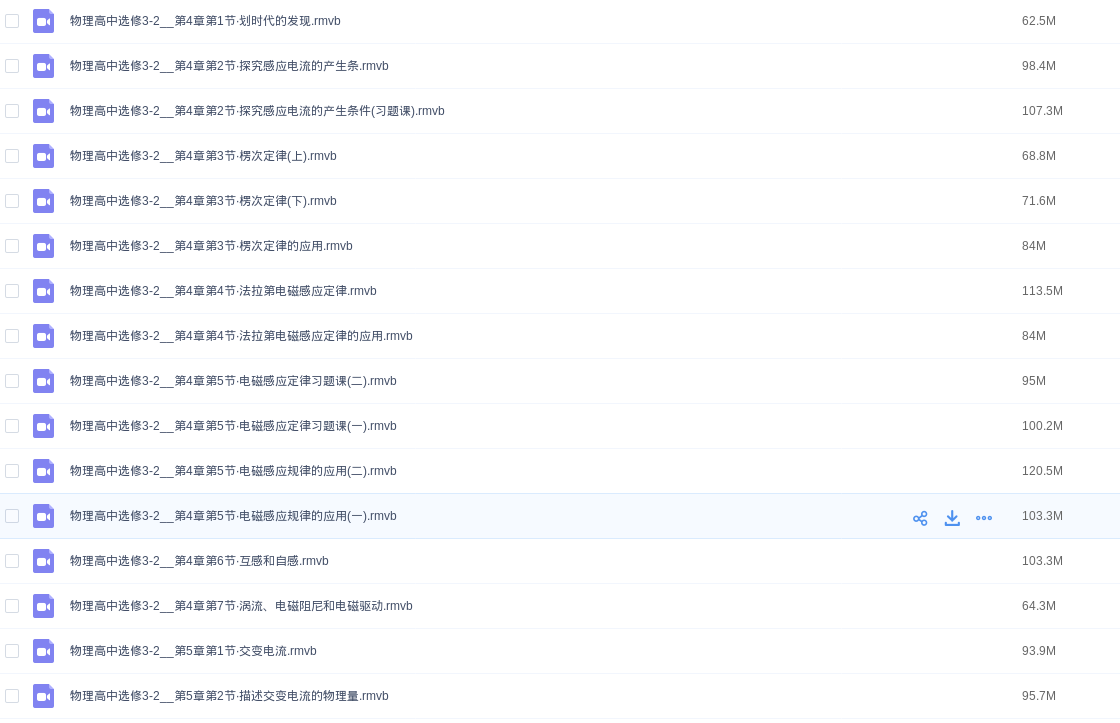 物理高中选修3-2__第4章第1节·划时代的发现.rmvb 62.5M
物理高中选修3-2__第4章第2节·探究感应电流的产生条.rmvb 98.4M
物理高中选修3-2__第4章第2节·探究感应电流的产生条件(习题课).rmvb 107.3M
物理高中选修3-2__第4章第3节·楞次定律(上).rmvb 68.8M
物理高中选修3-2__第4章第3节·楞次定律(下).rmvb 71.6M
物理高中选修3-2__第4章第3节·楞次定律的应用.rmvb 84M
物理高中选修3-2__第4章第4节·法拉第电磁感应定律.rmvb 113.5M
物理高中选修3-2__第4章第4节·法拉第电磁感应定律的应用.rmvb 84M
物理高中选修3-2__第4章第5节·电磁感应定律习题课(二).rmvb 95M
物理高中选修3-2__第4章第5节·电磁感应定律习题课(一).rmvb 100.2M
物理高中选修3-2__第4章第5节·电磁感应规律的应用(二).rmvb 120.5M
物理高中选修3-2__第4章第5节·电磁感应规律的应用(一).rmvb 103.3M
物理高中选修3-2__第4章第6节·互感和自感.rmvb 103.3M
物理高中选修3-2__第4章第7节·涡流、电磁阻尼和电磁驱动.rmvb 64.3M
物理高中选修3-2__第5章第1节·交变电流.rmvb 93.9M
物理高中选修3-2__第5章第2节·描述交变电流的物理量.rmvb 95.7M